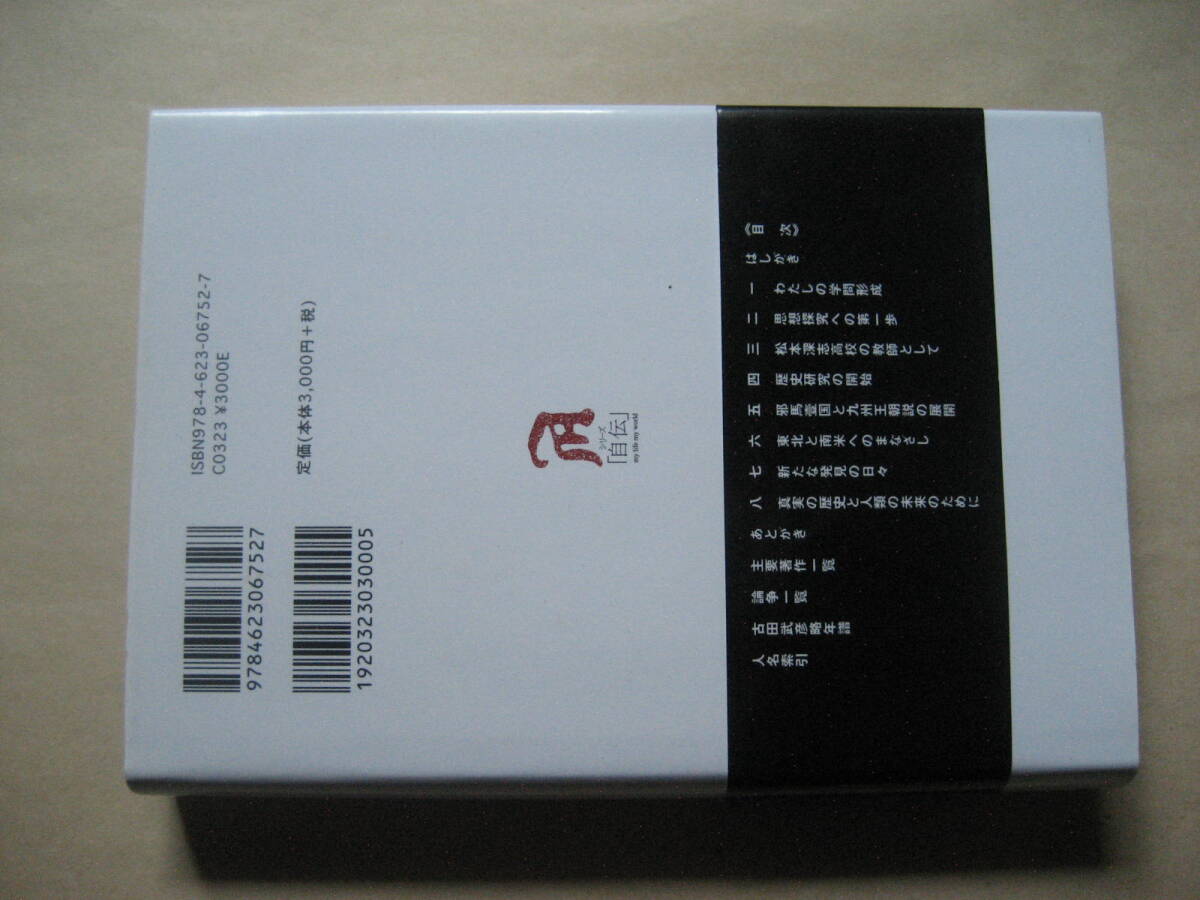 ISBN978-4-623-06752-7
C0323 ¥3000E
定価(本体3,000円+税)
9784623067527
1920323030005
シリーズ
「自伝」
my life my world
《目 次》
はしがき
一 わたしの学問形成
二 思想探究への第一歩
三 松本深志高校の教師として
四 歴史研究の開始
五 邪馬壹国と九州王朝説の展開
六 東北と南米へのまなざし
七 新たな発見の日々
八 真実の歴史と人類の未来のために
あとがき
主要著作一覧
論争一覧
古田武彦略年譜
人名索引